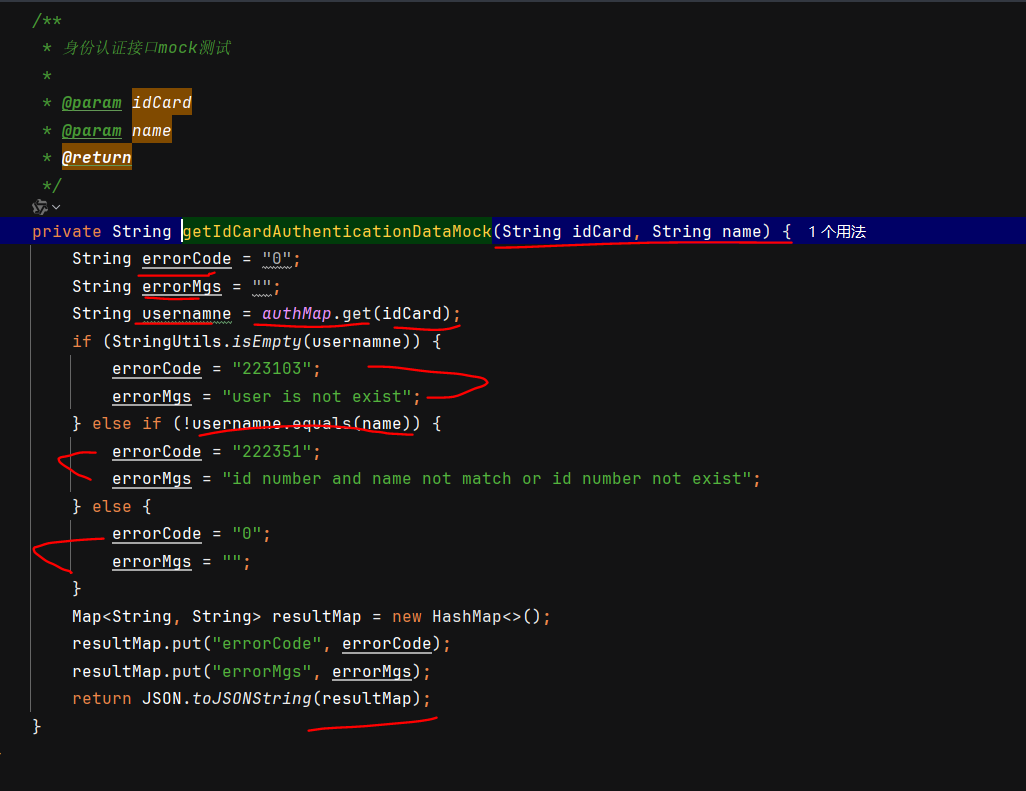 /**
 * 身份认证接口mock测试
 *
 * @param idCard
 * @param name
 * @return
 */
private String getIdCardAuthenticationDataMock(String idCard, String name) { 1 个用法
    String errorCode = "0";
    String errorMgs = "";
    String usernamne = authMap.get(idCard);
    if (StringUtils.isEmpty(usernamne)) {
        errorCode = "223103";
        errorMgs = "user is not exist";
    } else if (!usernamne.equals(name)) {
        errorCode = "222351";
        errorMgs = "id number and name not match or id number not exist";
    } else {
        errorCode = "0";
        errorMgs = "";
    }
    Map<String, String> resultMap = new HashMap<>();
    resultMap.put("errorCode", errorCode);
    resultMap.put("errorMgs", errorMgs);
    return JSON.toJSONString(resultMap);
}